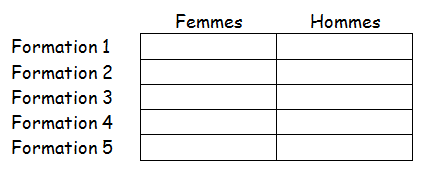 Femmes Hommes
Formation 1
Formation 2
Formation 3
Formation 4
Formation 5